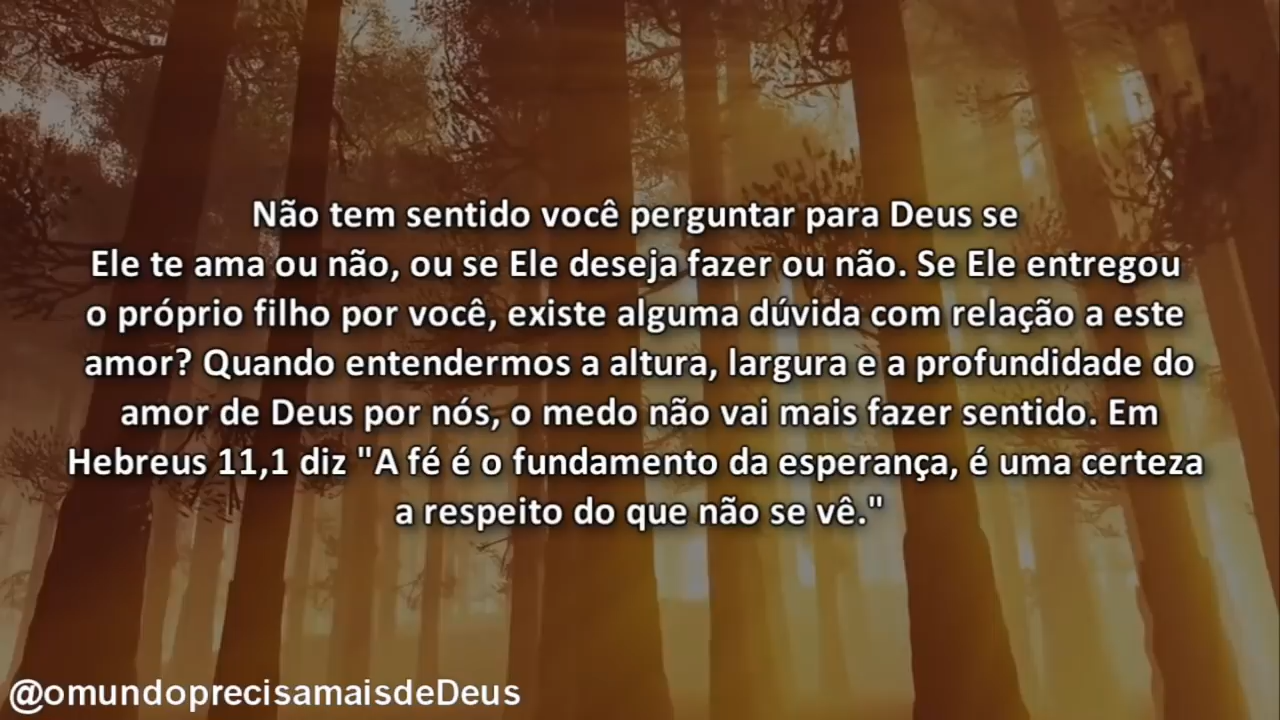 Não tem sentido você perguntar para Deus se
Ele te ama ou não, ou se Ele deseja fazer ou não. Se Ele entregou
o próprio filho por você, existe alguma dúvida com relação a este
amor? Quando entendermos a altura, largura e a profundidade do
amor de Deus por nós, o medo não vai mais fazer sentido. Em
Hebreus 11,1 diz "A fé é o fundamento da esperança, é uma certeza
a respeito do que não se vê."
@omundoprecisamaisdeDeus